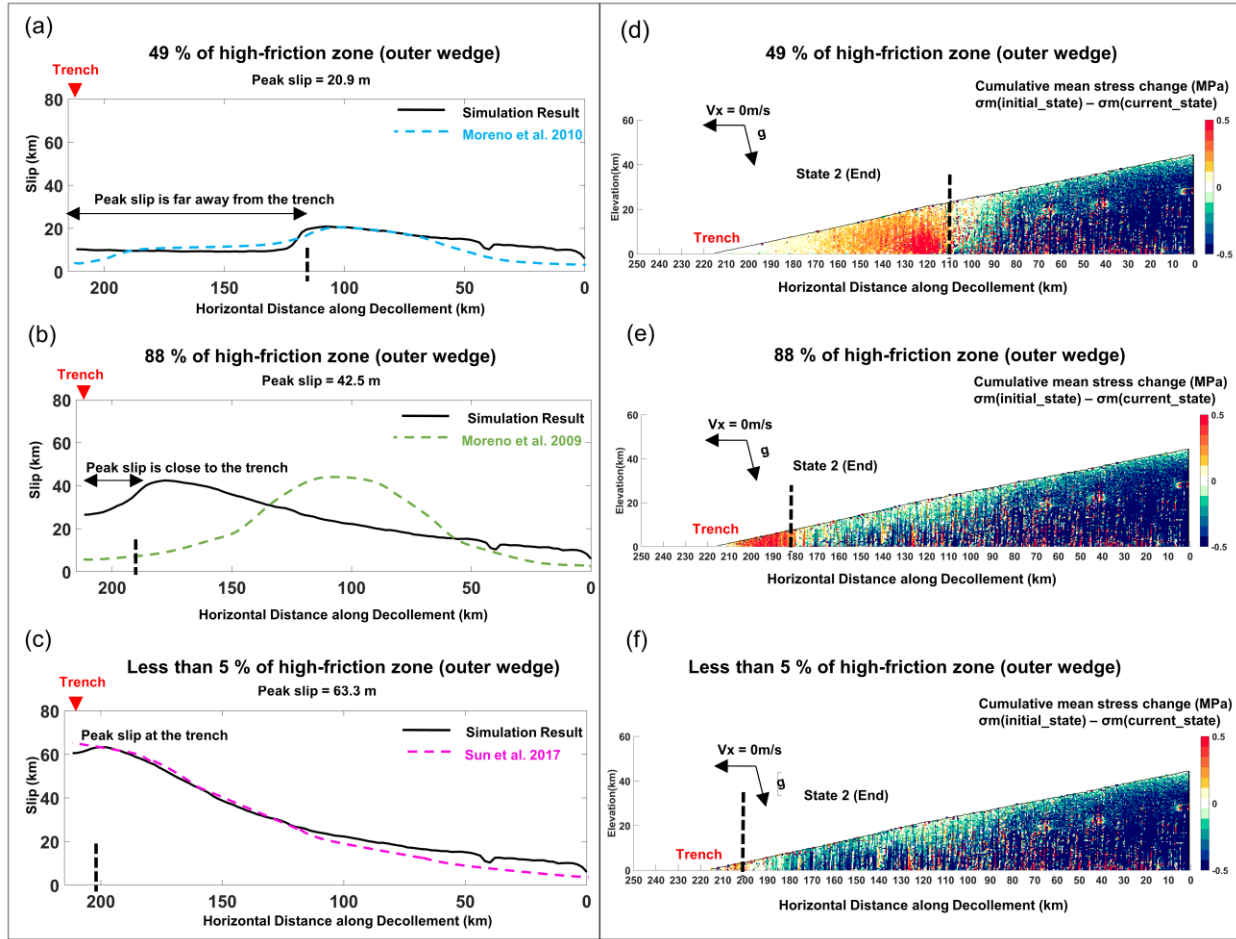 (a)
49 % of high-friction zone (outer wedge)
Trench
Peak slip = 20.9 m
80
60
40
20
0
Slip (km)
Simulation Result
Moreno et al. 2010
Peak slip is far away from the trench
200
150
100
50
0
Horizontal Distance along Decollement (km)
(b)
88 % of high-friction zone (outer wedge)
Trench
Peak slip = 42.5 m
80
60
40
20
0
Slip (km)
Simulation Result
Moreno et al. 2009
Peak slip is close to the trench
200
150
100
50
0
Horizontal Distance along Decollement (km)
(c)
Less than 5 % of high-friction zone (outer wedge)
Trench
Peak slip = 63.3 m
80
60
40
20
0
Slip (km)
Simulation Result
Sun et al. 2017
Peak slip at the trench
200
150
100
50
0
Horizontal Distance along Decollement (km)
(d)
49 % of high-friction zone (outer wedge)
Cumulative mean stress change (MPa)
σm(initial_state) – σm(current_state)
Vx = 0m/s
g
State 2 (End)
Trench
60
40
20
0
Elevation(km)
0.5
0
-0.5
250 240 230 220 210 200 190 180 170 160 150 140 130 120 110 100 90 80 70 60 50 40 30 20 10 0
Horizontal Distance along Decollement (km)
(e)
88 % of high-friction zone (outer wedge)
Cumulative mean stress change (MPa)
σm(initial_state) – σm(current_state)
Vx = 0m/s
g
State 2 (End)
Trench
60
40
20
0
Elevation(km)
0.5
0
-0.5
250 240 230 220 210 200 190 180 170 160 150 140 130 120 110 100 90 80 70 60 50 40 30 20 10 0
Horizontal Distance along Decollement (km)
(f)
Less than 5 % of high-friction zone (outer wedge)
Cumulative mean stress change (MPa)
σm(initial_state) – σm(current_state)
Vx = 0m/s
g
State 2 (End)
Trench
60
40
20
0
Elevation(km)
0.5
0
-0.5
250 240 230 220 210 200 190 180 170 160 150 140 130 120 110 100 90 80 70 60 50 40 30 20 10 0
Horizontal Distance along Decollement (km)